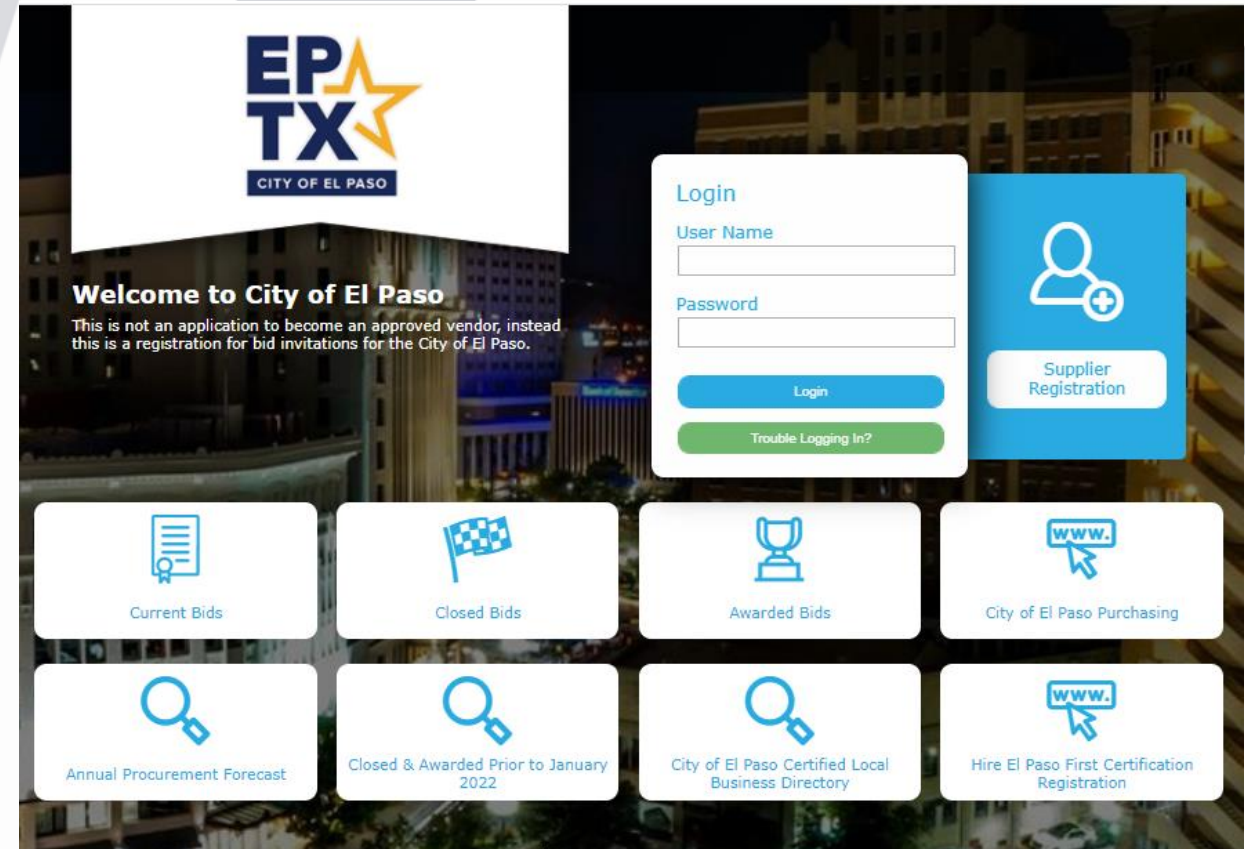 EP
TX
CITY OF EL PASO
Welcome to City of El Paso
This is not an application to become an approved vendor, instead
this is a registration for bid invitations for the City of El Paso.
Login
User Name
Password
Login
Trouble Logging In?
Supplier
Registration
Current Bids
Closed Bids
Awarded Bids
www.
City of El Paso Purchasing
Annual Procurement Forecast
Closed & Awarded Prior to January
2022
City of El Paso Certified Local
Business Directory
www.
Hire El Paso First Certification
Registration